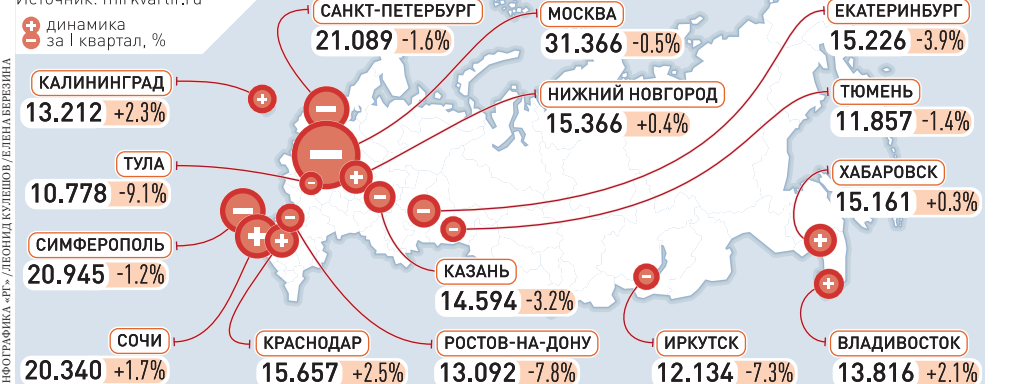 Источник: mirkvartir.ru
динамика
за I квартал, %
САНКТ-ПЕТЕРБУРГ
21.089 -1.6%
МОСКВА
31.366 -0.5%
ЕКАТЕРИНБУРГ
15.226 -3.9%
КАЛИНИНГРАД
13.212 +2.3%
НИЖНИЙ НОВГОРОД
15.366 +0.4%
ТЮМЕНЬ
11.857 -1.4%
ТУЛА
10.778 -9.1%
ХАБАРОВСК
15.161 +0.3%
СИМФЕРОПОЛЬ
20.945 -1.2%
КАЗАНЬ
14.594 -3.2%
СОЧИ
20.340 +1.7%
КРАСНОДАР
15.657 +2.5%
РОСТОВ-НА-ДОНУ
13.092 -7.8%
ИРКУТСК
12.134 -7.3%
ВЛАДИВОСТОК
13.816 +2.1%
НФОГРАФИКА «РГ» / ЛЕОНИД КУЛЕШОВ / ЕЛЕНА БЕРЕЗИНА